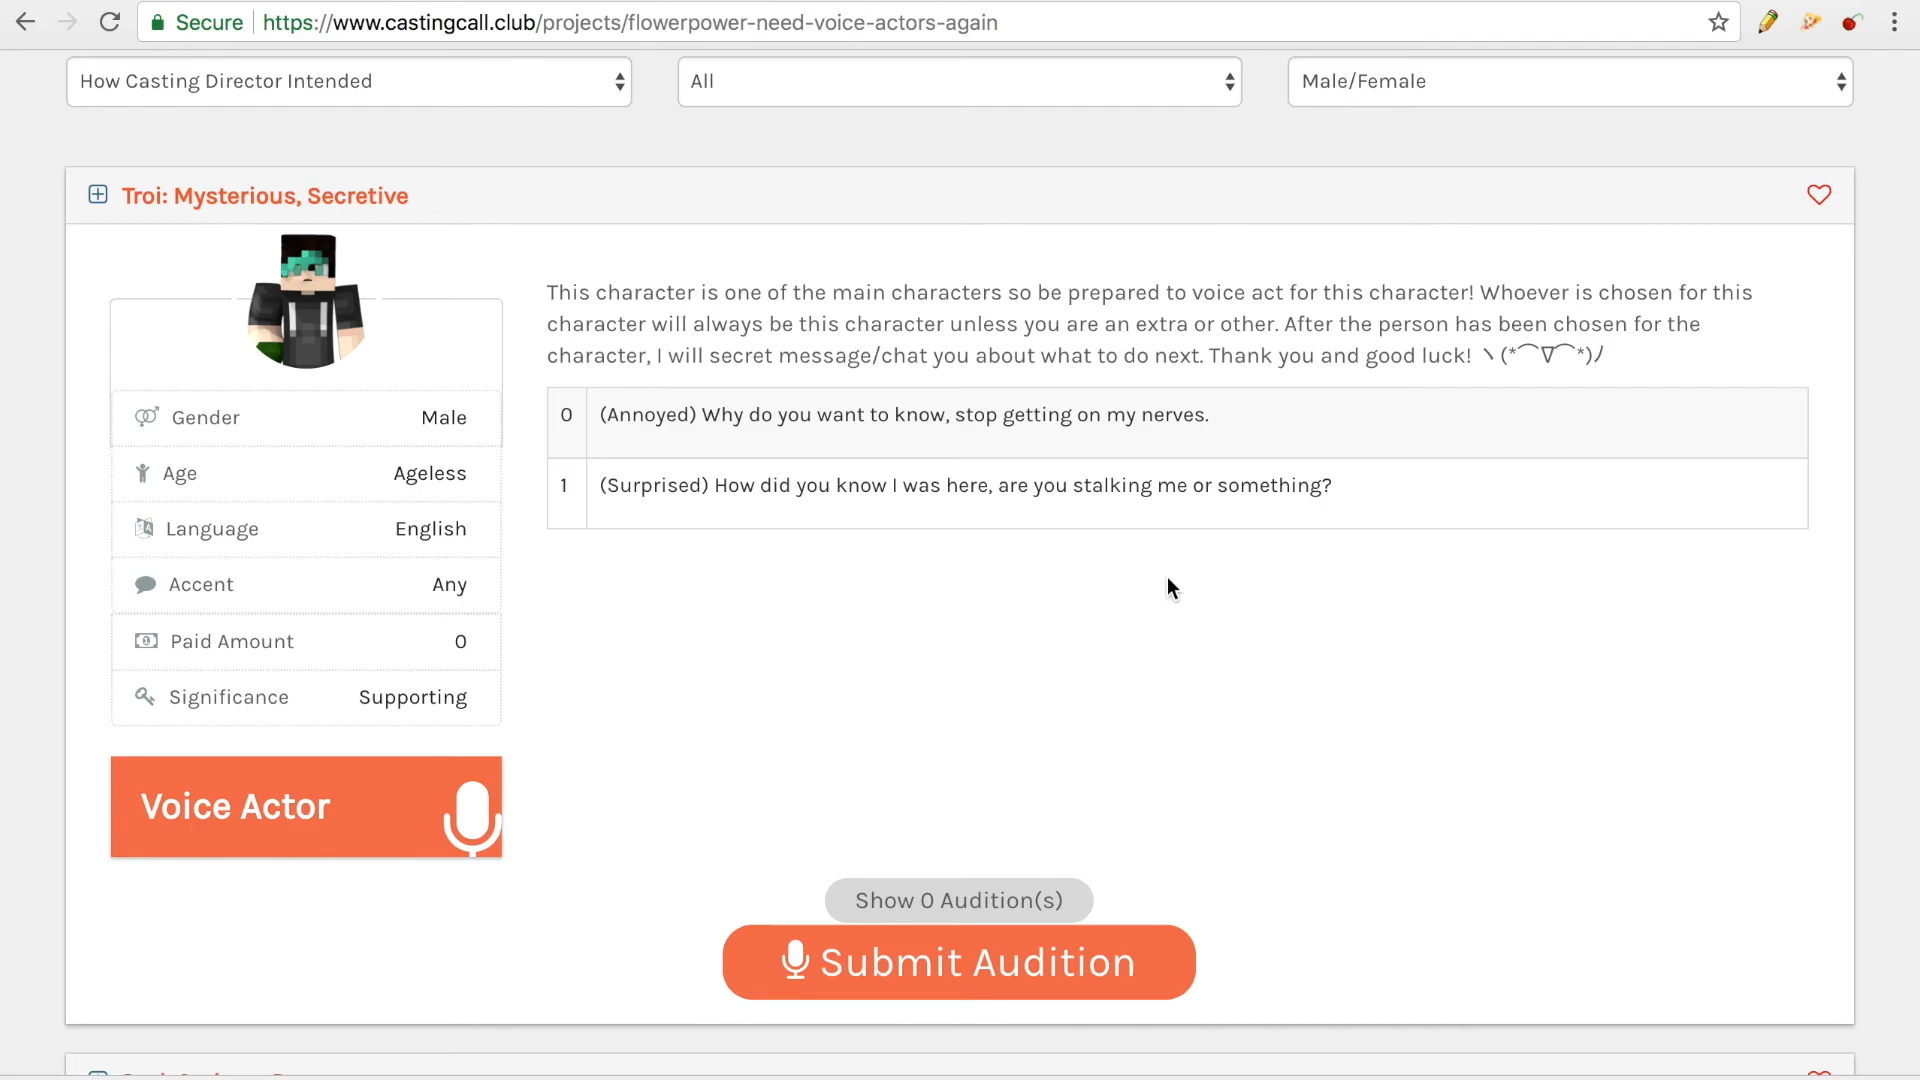 Secure https://www.castingcall.club/projects/flowerpower-need-voice-actors-again
How Casting Director Intended
All
Male/Female
Troi: Mysterious, Secretive
This character is one of the main characters so be prepared to voice act for this character! Whoever is chosen for this
character will always be this character unless you are an extra or other. After the person has been chosen for the
character, I will secret message/chat you about what to do next. Thank you and good luck! ヽ(*⌒∇⌒*)ﾉ
0 (Annoyed) Why do you want to know, stop getting on my nerves.
1 (Surprised) How did you know I was here, are you stalking me or something?
Gender Male
Age Ageless
Language English
Accent Any
Paid Amount 0
Significance Supporting
Voice Actor
Show 0 Audition(s)
Submit Audition